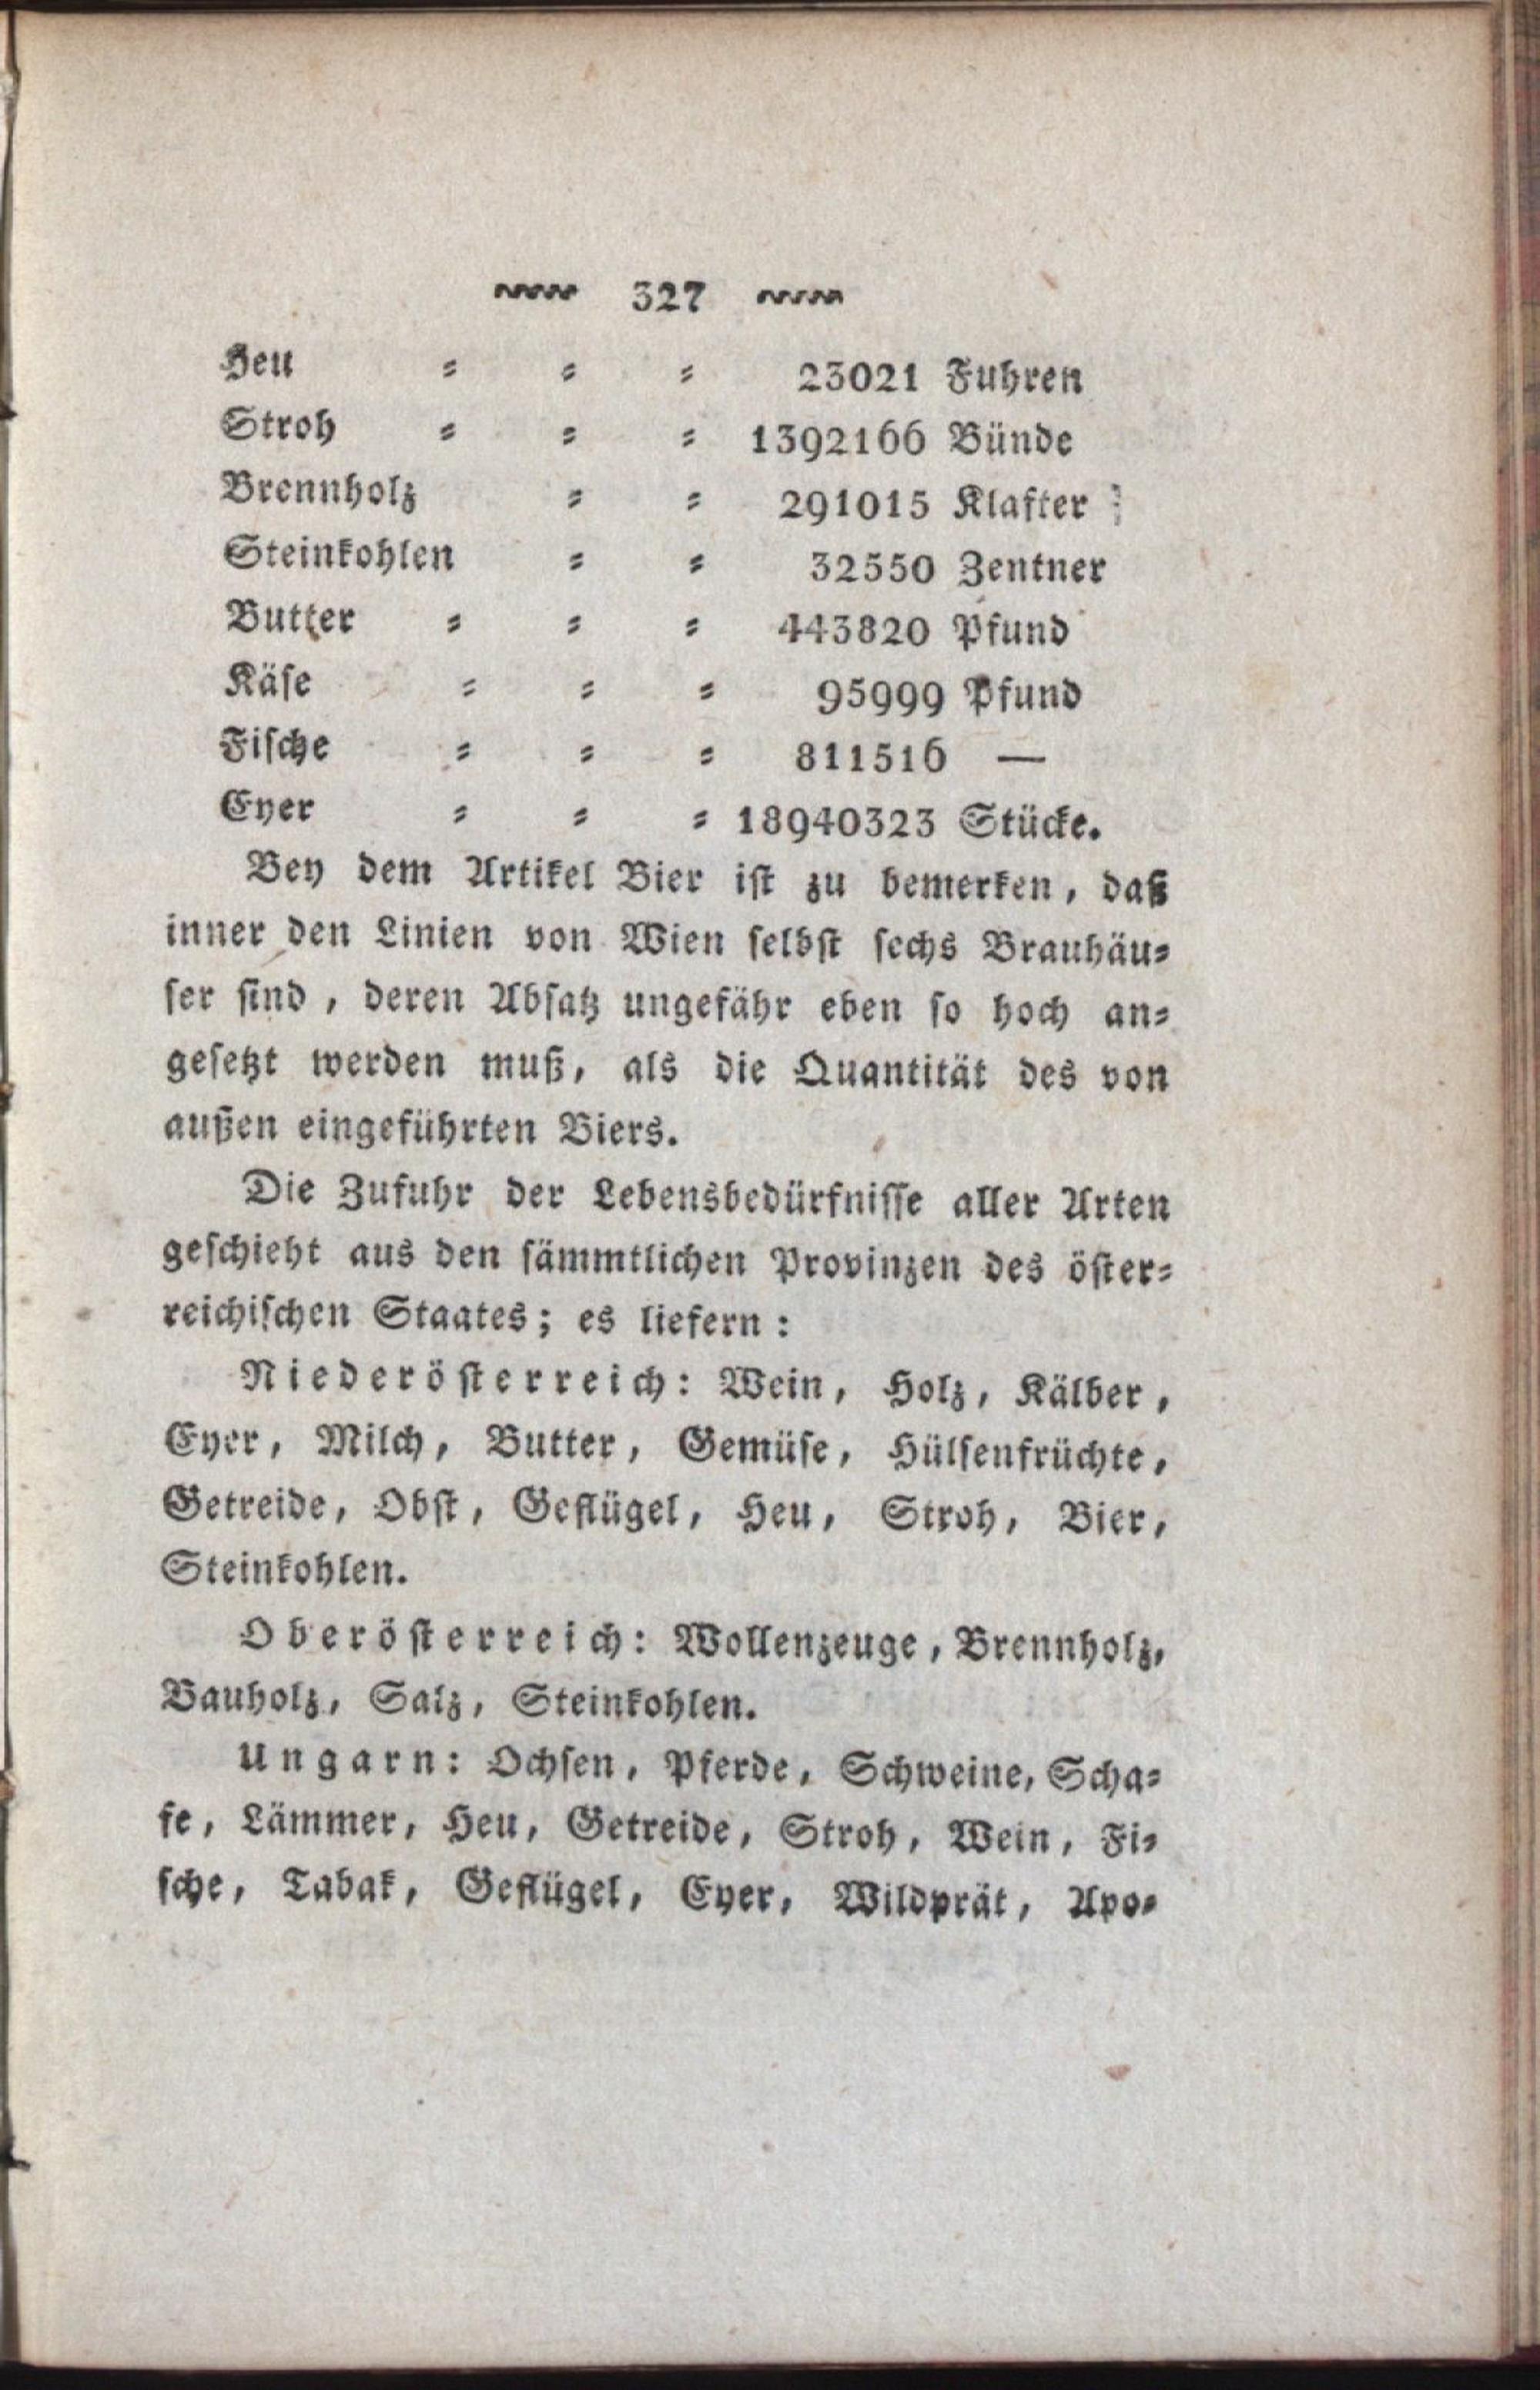 327
Heu = = = 23021 Fuhren
Stroh = = = 1392166 Bünde
Brennholz = = 291015 Klafter
Steinkohlen = = 32550 Zentner
Butter = = = 443820 Pfund
Käse = = = 95999 Pfund
Fische = = = 811516 —
Eyer = = = 18940323 Stücke.
Bey dem Artikel Bier ist zu bemerken, daß
inner den Linien von Wien selbst sechs Brauhäu=
ser sind, deren Absatz ungefähr eben so hoch an=
gesetzt werden muß, als die Quantität des von
außen eingeführten Biers.
Die Zufuhr der Lebensbedürfnisse aller Arten
geschieht aus den sämmtlichen Provinzen des öster=
reichischen Staates; es liefern:
Niederösterreich: Wein, Holz, Kälber,
Eyer, Milch, Butter, Gemüse, Hülsenfrüchte,
Getreide, Obst, Geflügel, Heu, Stroh, Bier,
Steinkohlen.
Oberösterreich: Wollenzeuge, Brennholz,
Bauholz, Salz, Steinkohlen.
Ungarn: Ochsen, Pferde, Schweine, Scha=
fe, Lämmer, Heu, Getreide, Stroh, Wein, Fi=
sche, Tabak, Geflügel, Eyer, Wildprät, Apo=